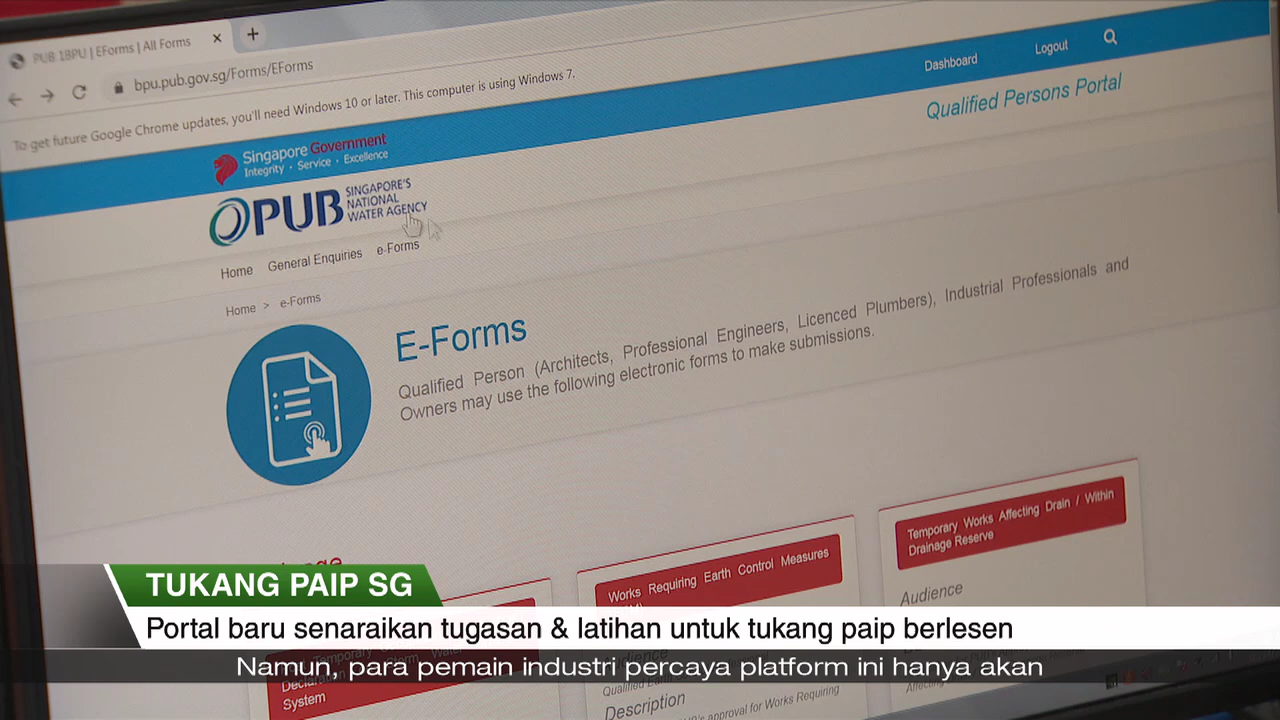 PUB 1BPU | EForms | All Forms
bpu.pub.gov.sg/Forms/EForms
To get future Google Chrome updates, you'll need Windows 10 or later. This computer is using Windows 7.
Dashboard Logout
Singapore Government
Integrity · Service · Excellence
Qualified Persons Portal
PUB SINGAPORE'S
NATIONAL
WATER AGENCY
Home General Enquiries e-Forms
Home > e-Forms
E-Forms
Qualified Person (Architects, Professional Engineers, Licenced Plumbers), Industrial Professionals and
Owners may use the following electronic forms to make submissions.
System
Works Requiring Earth Control Measures
Description
Temporary Works Affecting Drain / Within
Drainage Reserve
Audience
TUKANG PAIP SG
Portal baru senaraikan tugasan & latihan untuk tukang paip berlesen
Namun, para pemain industri percaya platform ini hanya akan